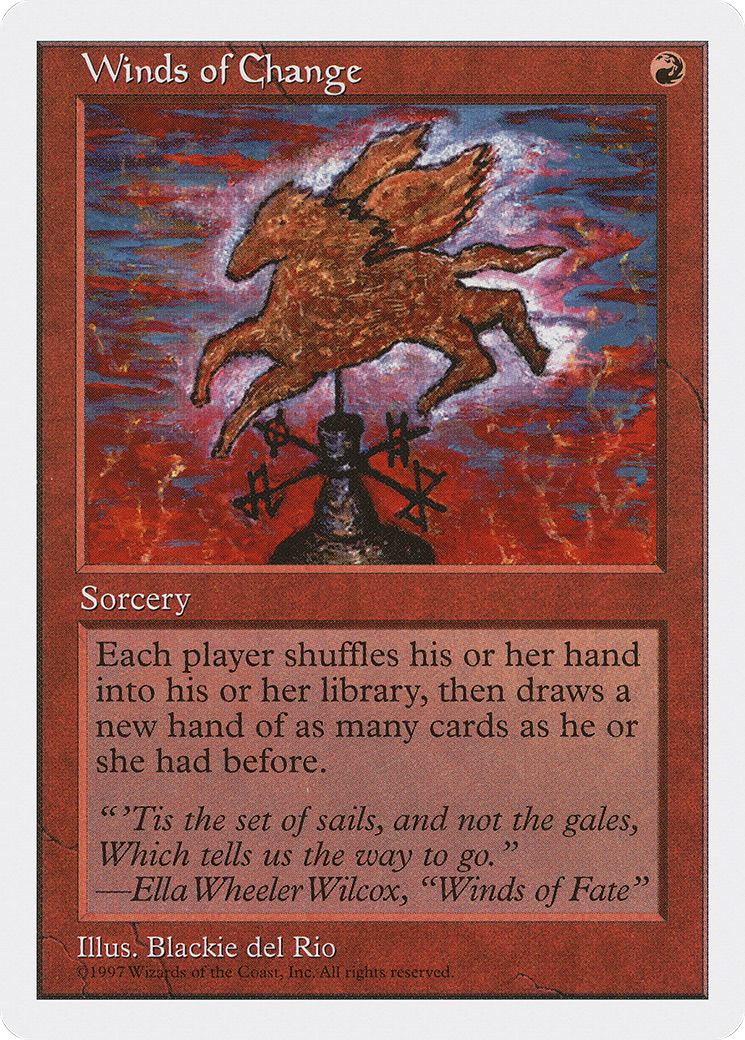 Winds of Change
Sorcery
Each player shuffles his or her hand
into his or her library, then draws a
new hand of as many cards as he or
she had before.
“ ’Tis the set of sails, and not the gales,
Which tells us the way to go.”
—Ella Wheeler Wilcox, “Winds of Fate”
Illus. Blackie del Rio
©1997 Wizards of the Coast, Inc. All rights reserved.